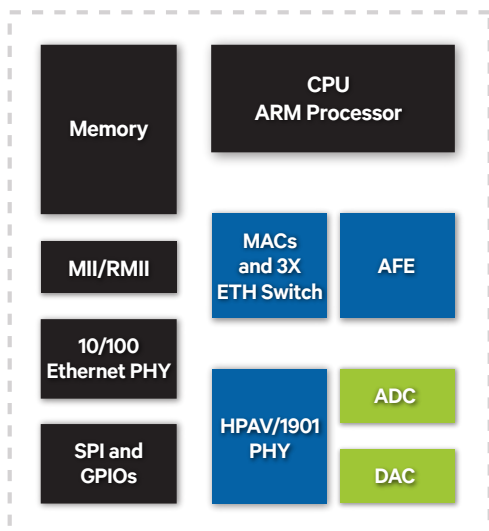 Memory
CPU
ARM Processor
MII/RMII
MACs
and 3X
ETH Switch
AFE
10/100
Ethernet PHY
HPAV/1901
PHY
ADC
SPI and
GPIOs
DAC